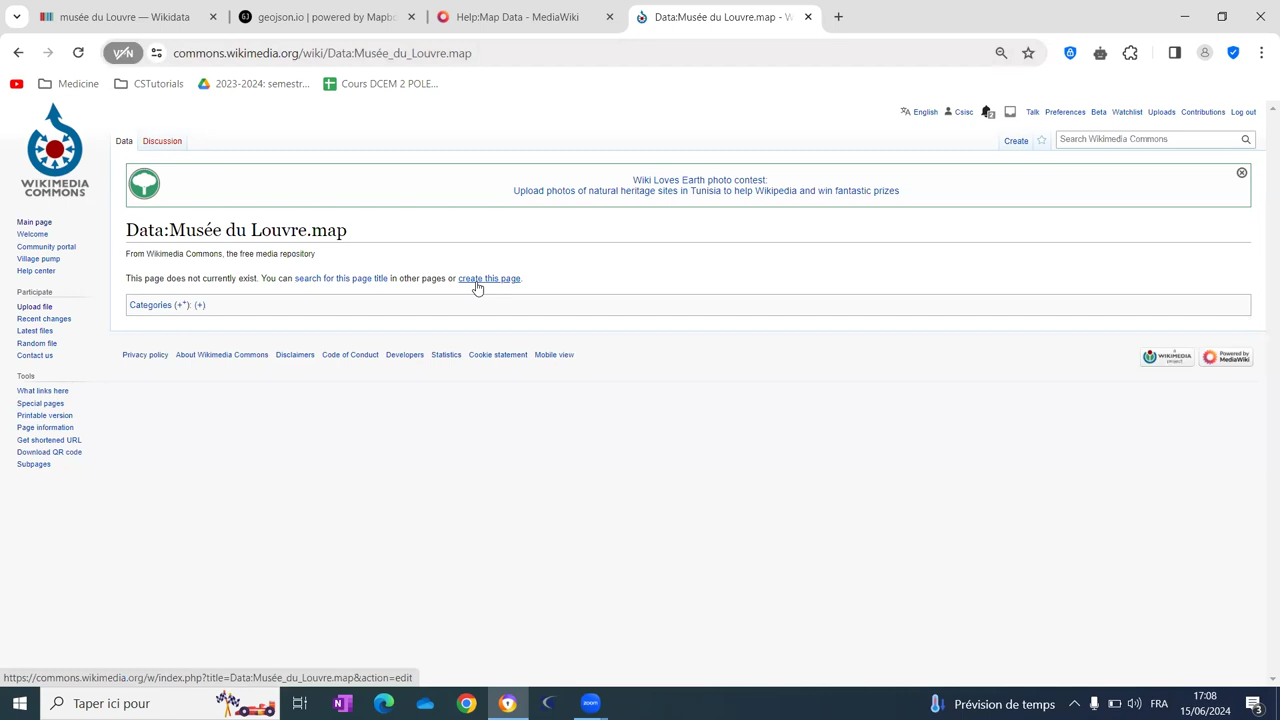 musée du Louvre — Wikidata
geojson.io | powered by Mapbo
Help:Map Data - MediaWiki
Data:Musée du Louvre.map - W
commons.wikimedia.org/wiki/Data:Musée_du_Louvre.map
Medicine
CSTutorials
2023-2024: semestr...
Cours DCEM 2 POLE...
English
Csisc
Talk
Preferences
Beta
Watchlist
Uploads
Contributions
Log out
Data
Discussion
Create
Search Wikimedia Commons
WIKIMEDIA
COMMONS
Wiki Loves Earth photo contest:
Upload photos of natural heritage sites in Tunisia to help Wikipedia and win fantastic prizes
Data:Musée du Louvre.map
From Wikimedia Commons, the free media repository
This page does not currently exist. You can search for this page title in other pages or create this page.
Categories (+⁺): (+)
Main page
Welcome
Community portal
Village pump
Help center
Participate
Upload file
Recent changes
Latest files
Random file
Contact us
Tools
What links here
Special pages
Printable version
Page information
Get shortened URL
Download QR code
Subpages
Privacy policy
About Wikimedia Commons
Disclaimers
Code of Conduct
Developers
Statistics
Cookie statement
Mobile view
WIKIMEDIA
project
Powered by
MediaWiki
https://commons.wikimedia.org/w/index.php?title=Data:Musée_du_Louvre.map&action=edit
Taper ici pour
zoom
Prévision de temps
FRA
17:08
15/06/2024
3